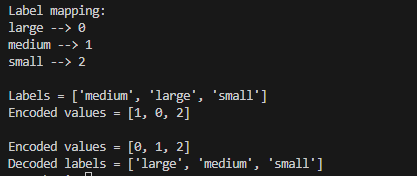 Label mapping:
large --> 0
medium --> 1
small --> 2
Labels = ['medium', 'large', 'small']
Encoded values = [1, 0, 2]
Encoded values = [0, 1, 2]
Decoded labels = ['large', 'medium', 'small']